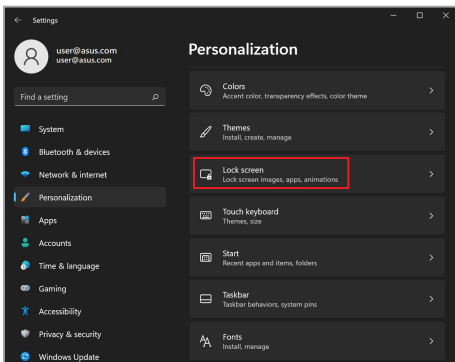 Settings
user@asus.com
user@asus.com
Find a setting
System
Bluetooth & devices
Network & internet
Personalization
Apps
Accounts
Time & language
Gaming
Accessibility
Privacy & security
Windows Update
Personalization
Colors
Accent color, transparency effects, color theme
Themes
Install, create, manage
Lock screen
Lock screen images, apps, animations
Touch keyboard
Themes, size
Start
Recent apps and items, folders
Taskbar
Taskbar behaviors, system pins
Fonts
Install, manage